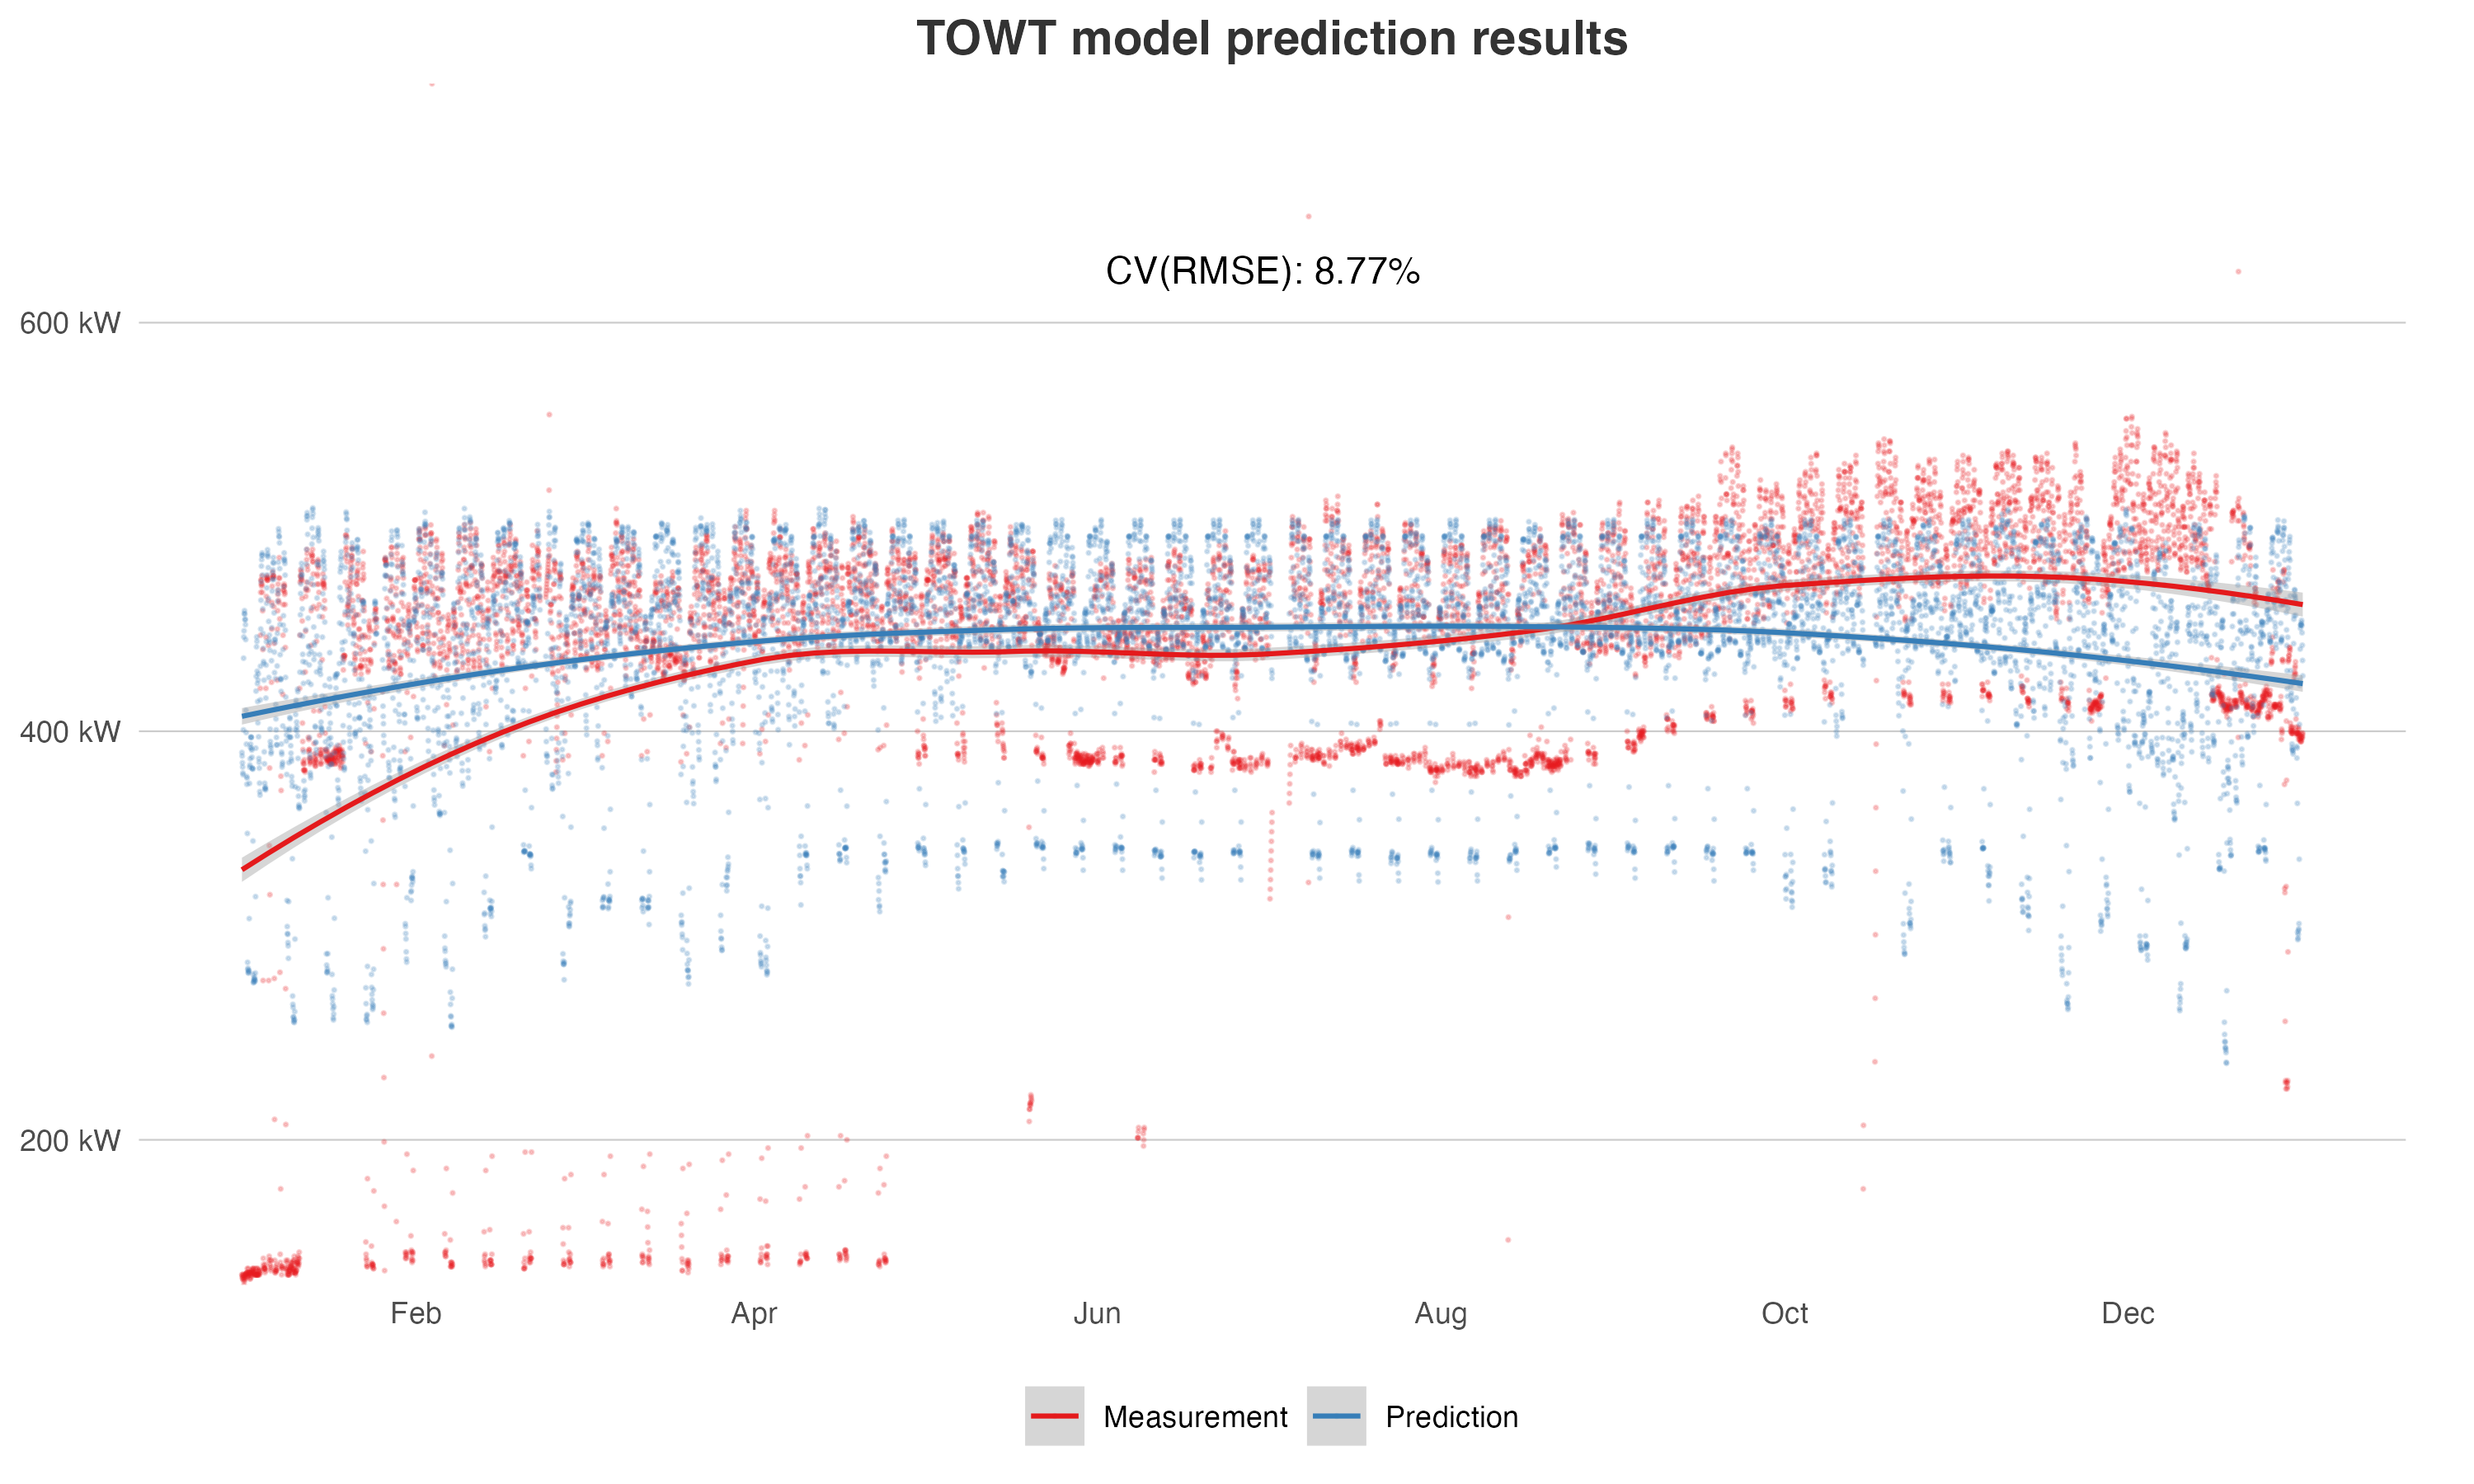 TOWT model prediction results
CV(RMSE): 8.77%
600 kW
400 kW
200 kW
Feb Apr Jun Aug Oct Dec
Measurement Prediction